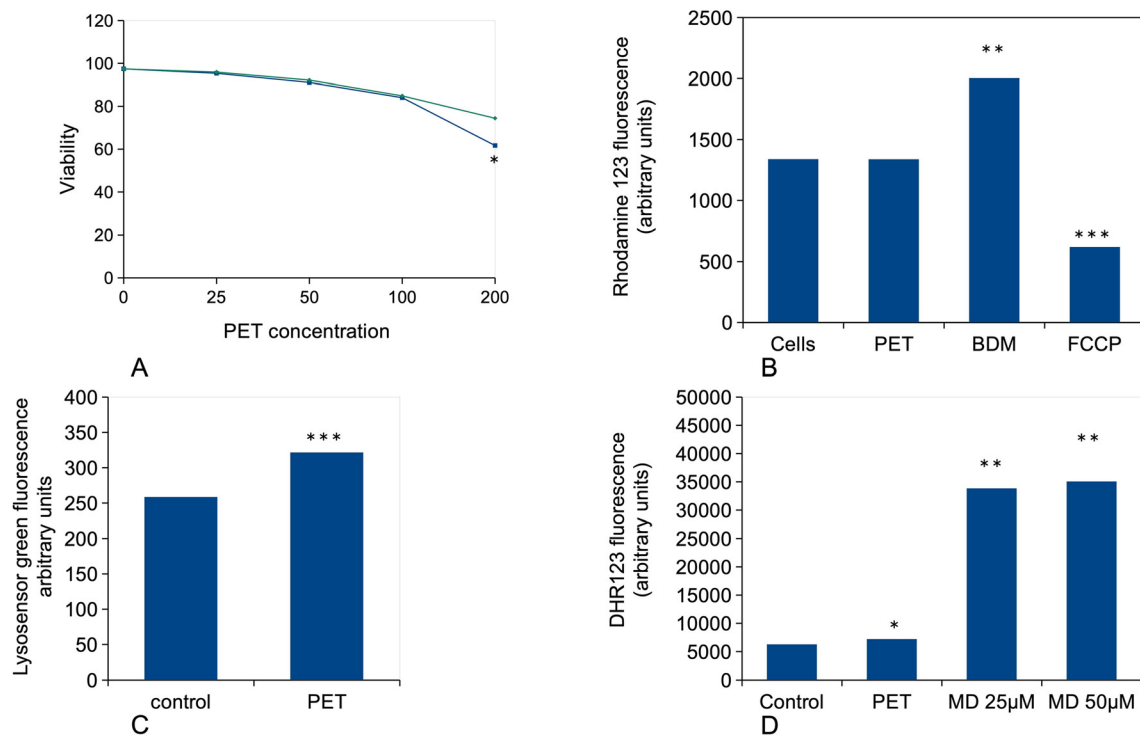 120
100
80
60
40
20
0
Viability
*
0 25 50 100 200
PET concentration
A
2500
2000
1500
1000
500
0
Rhodamine 123 fluorescence
(arbitrary units)
**
***
Cells PET BDM FCCP
B
400
350
300
250
200
150
100
50
0
Lysosensor green fluorescence
arbitrary units
***
control PET
C
50000
45000
40000
35000
30000
25000
20000
15000
10000
5000
0
DHR123 fluorescence
(arbitrary units)
*
**
**
Control PET MD 25µM MD 50µM
D